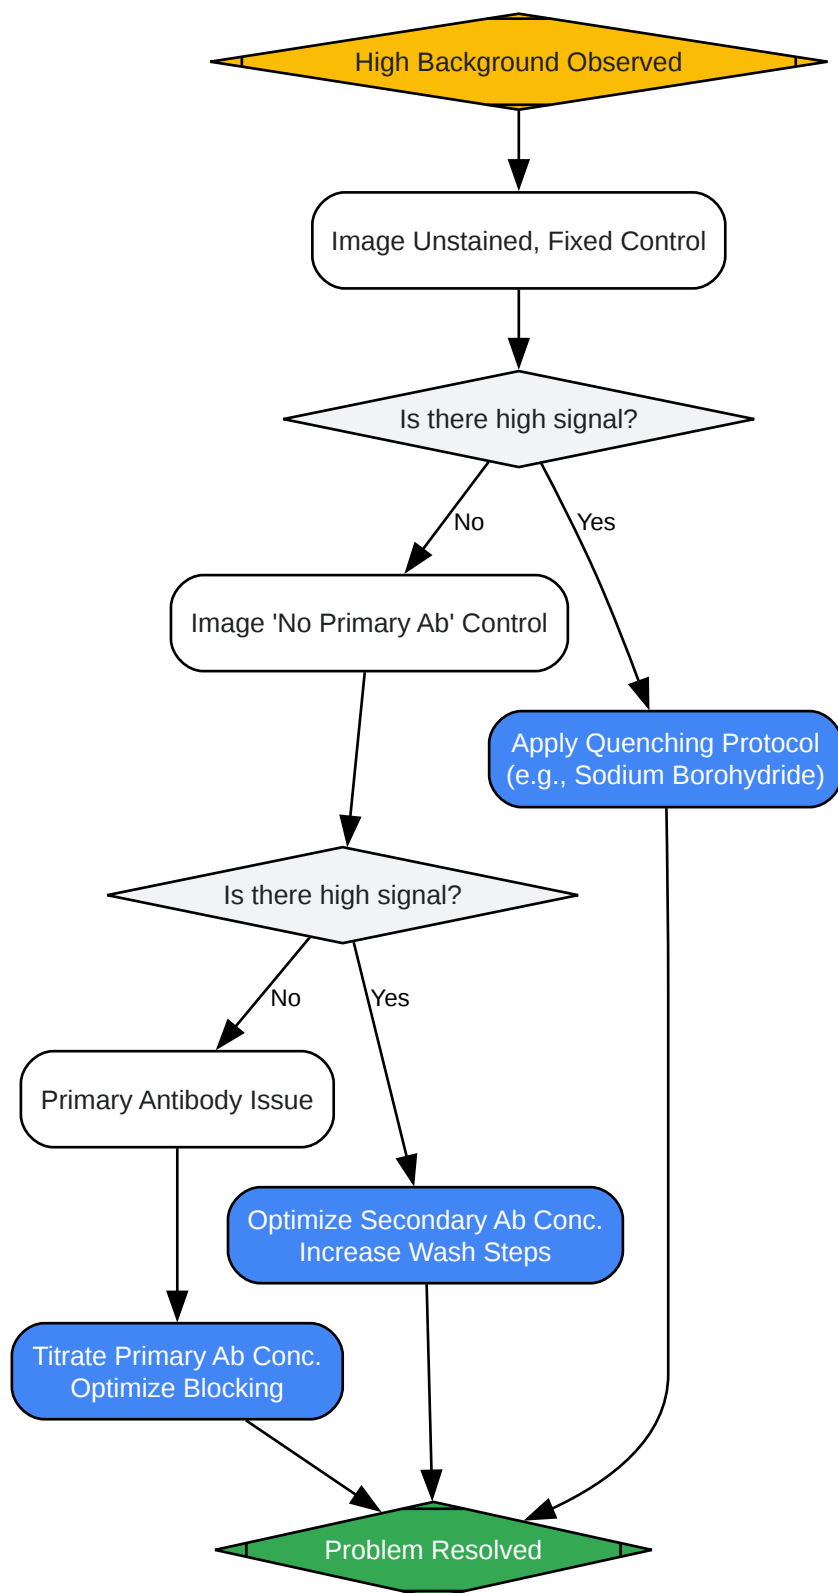 High Background Observed
Image Unstained, Fixed Control
Is there high signal?
No
Yes
Image 'No Primary Ab' Control
Apply Quenching Protocol
(e.g., Sodium Borohydride)
Is there high signal?
No
Yes
Primary Antibody Issue
Optimize Secondary Ab Conc.
Increase Wash Steps
Titrate Primary Ab Conc.
Optimize Blocking
Problem Resolved